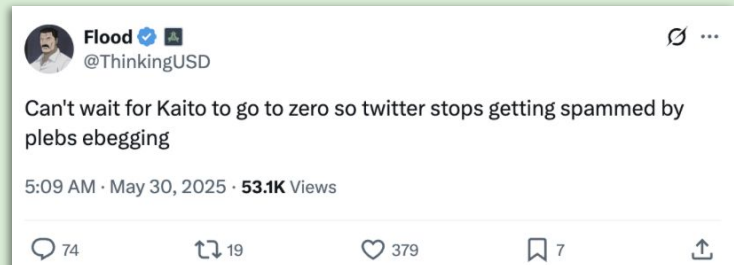 Flood
@ThinkingUSD
Can't wait for Kaito to go to zero so twitter stops getting spammed by
plebs ebegging
5:09 AM · May 30, 2025 · 53.1K Views
74 19 379 7